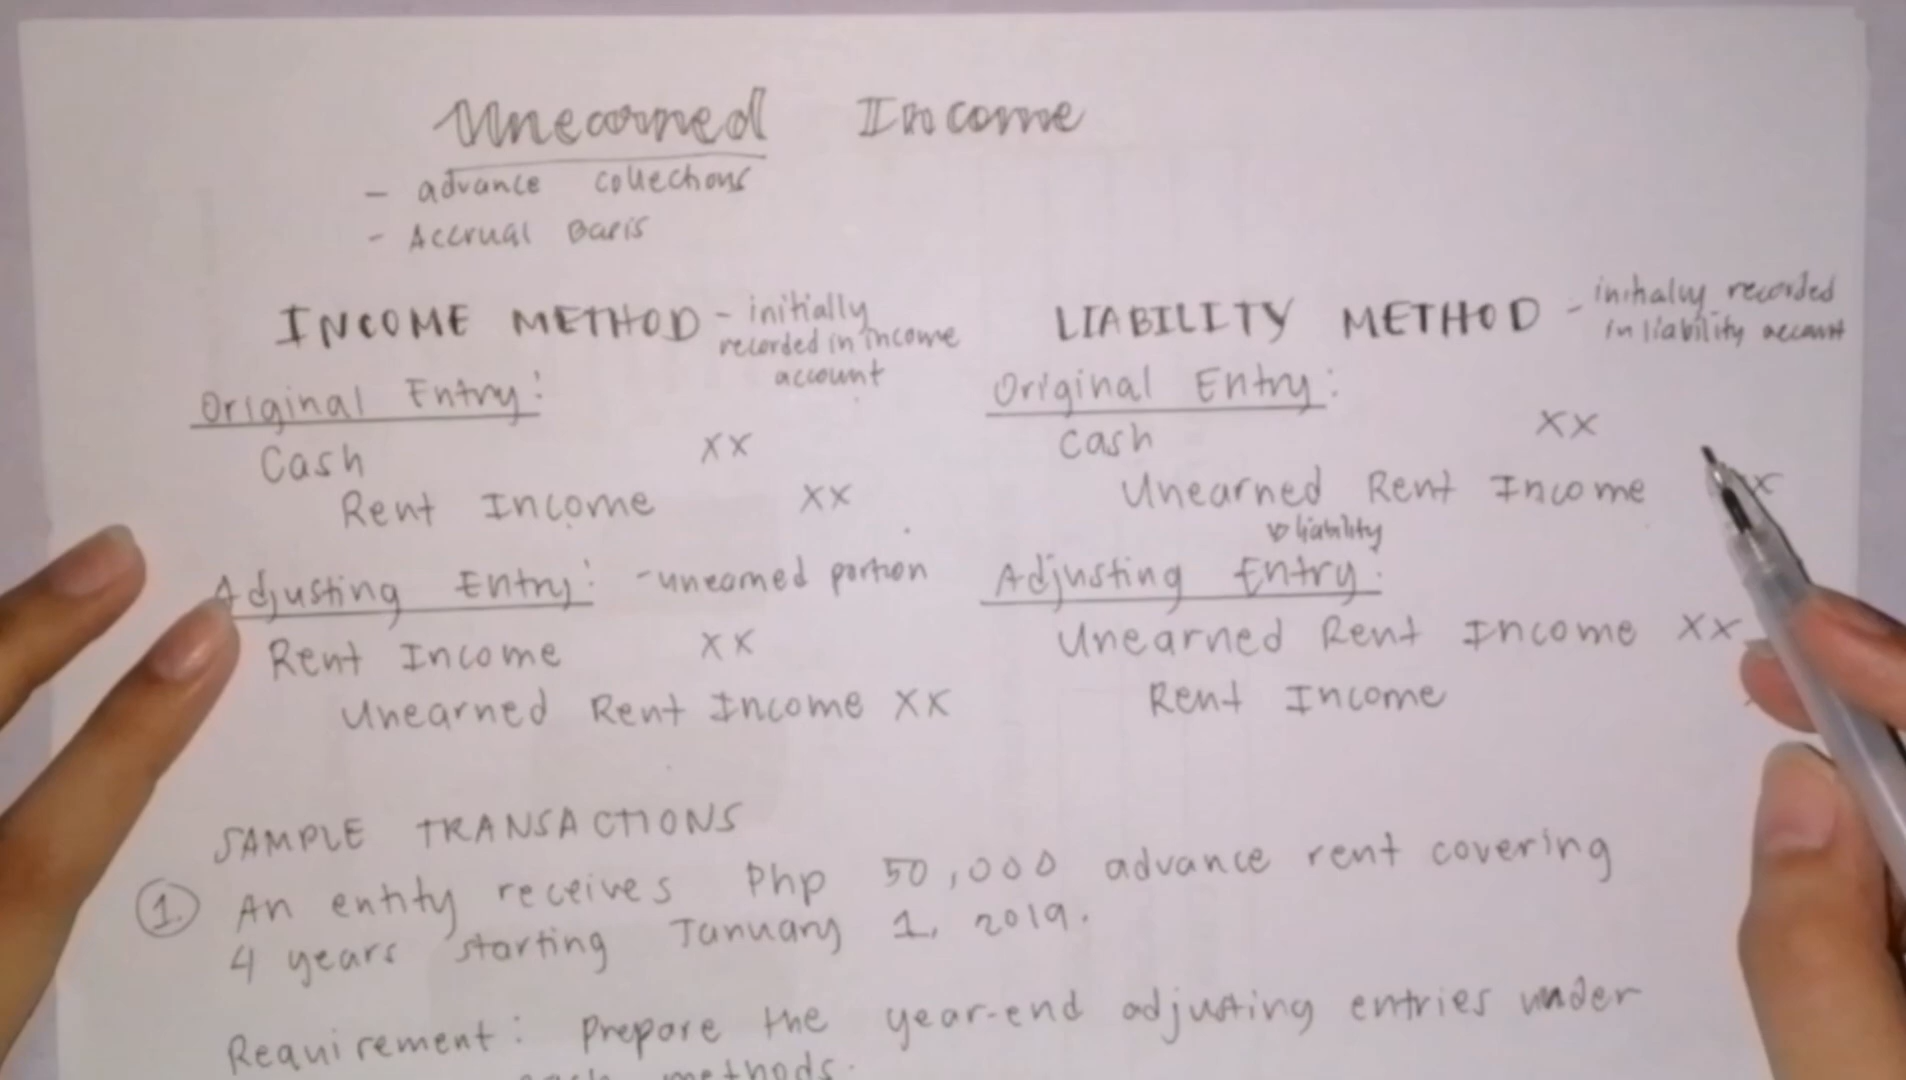 Unearned Income
- advance collections
- Accrual Basis
INCOME METHOD - initially
recorded in income
account
Original Entry:
Cash XX
Rent Income XX
Adjusting Entry: - unearned portion
Rent Income XX
Unearned Rent Income XX
LIABILITY METHOD - initially recorded
in liability account
Original Entry:
Cash XX
Unearned Rent Income
liability
Adjusting Entry:
Unearned Rent Income XX
Rent Income
SAMPLE TRANSACTIONS
1. An entity receives Php 50,000 advance rent covering
4 years starting January 1, 2019.
Requirement: Prepare the year-end adjusting entries under
methods.